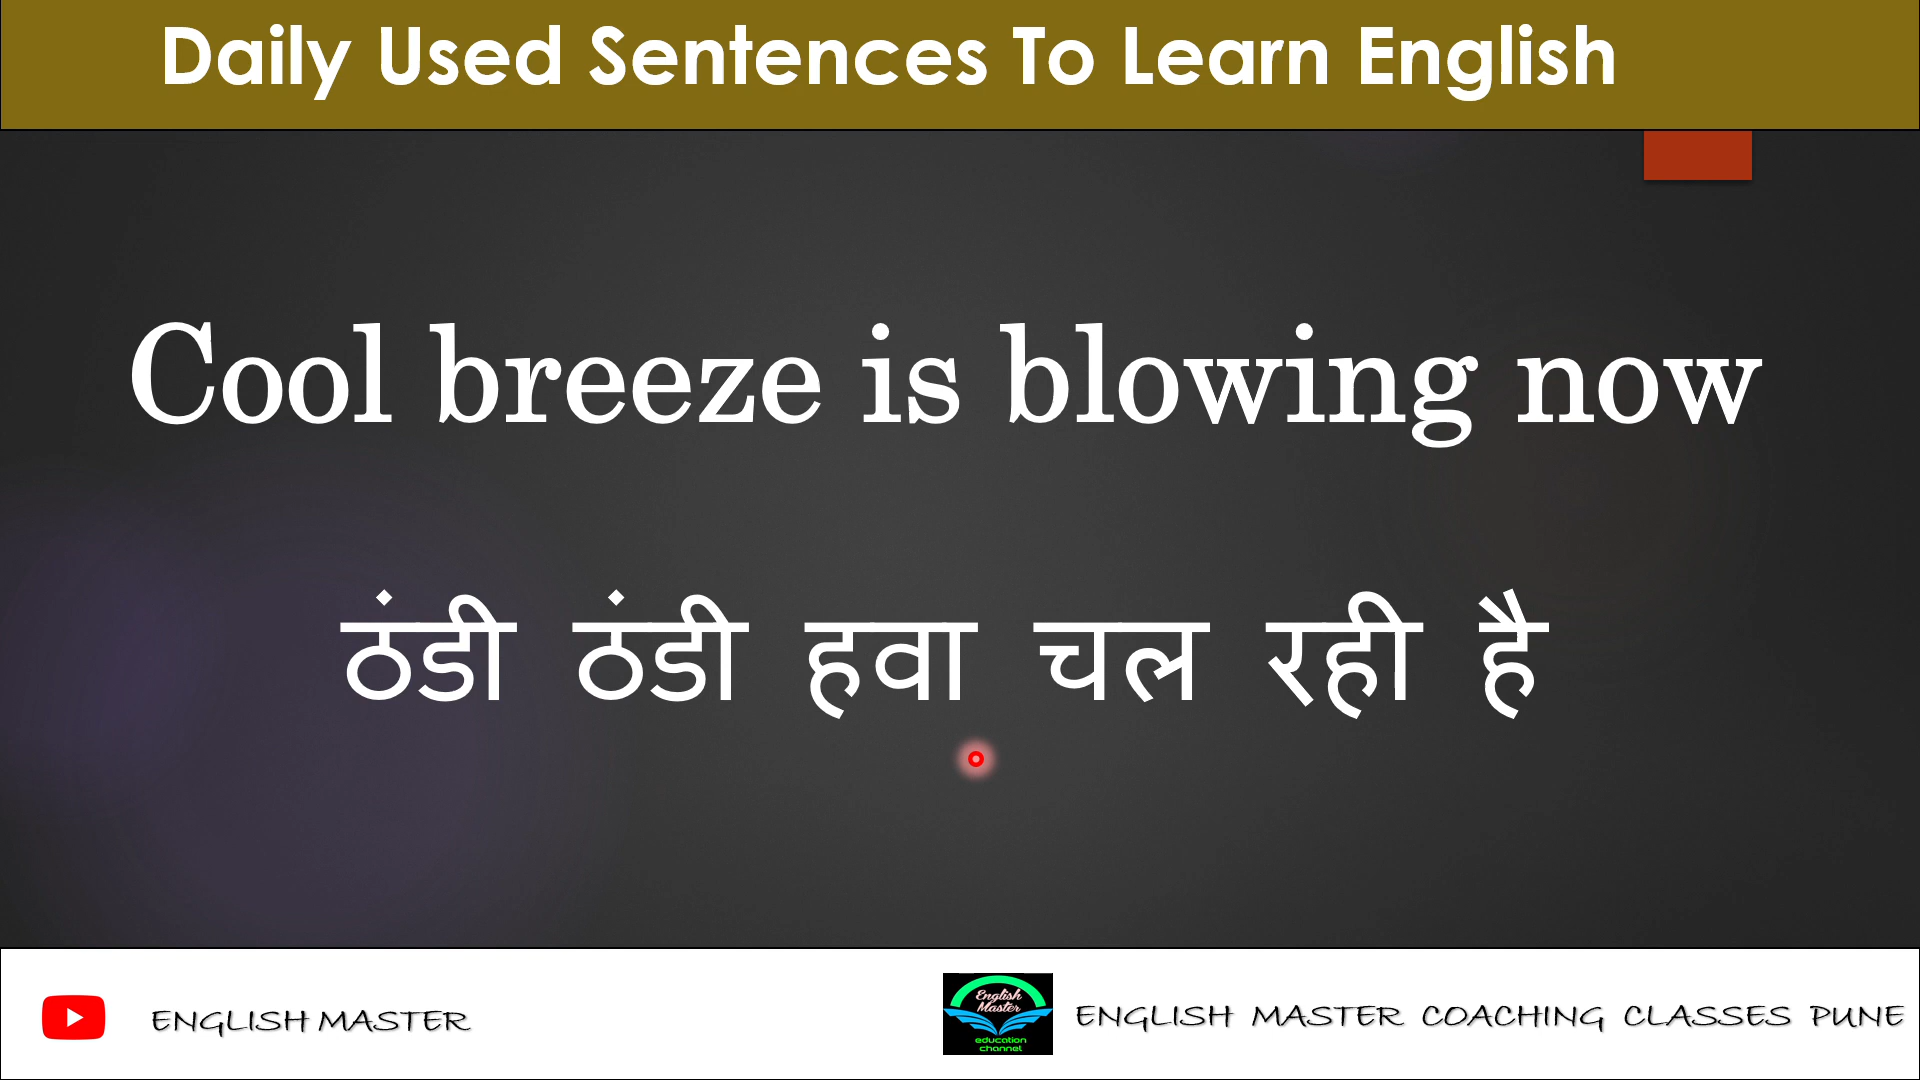 Daily Used Sentences To Learn English
Cool breeze is blowing now
ठंडी ठंडी हवा चल रही है
ENGLISH MASTER
English
Master
education
channel
ENGLISH MASTER COACHING CLASSES PUNE